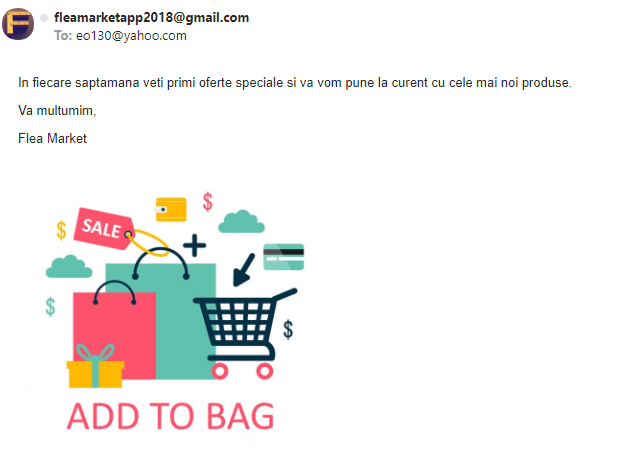 fleamarketapp2018@gmail.com
To: eo130@yahoo.com
In fiecare saptamana veti primi oferte speciale si va vom pune la curent cu cele mai noi produse.
Va multumim,
Flea Market
$
$ SALE
$
$
ADD TO BAG